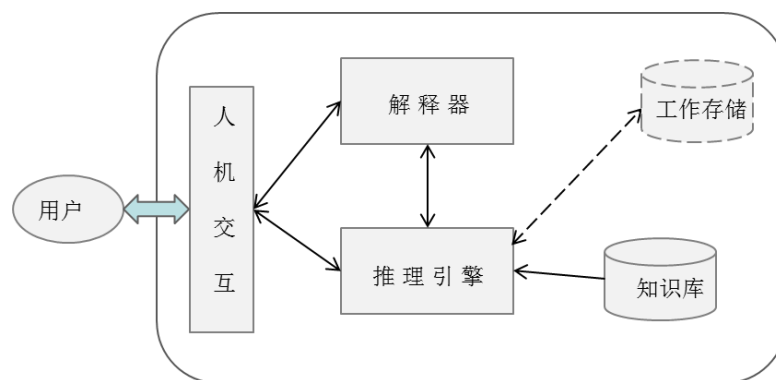 用户
人机交互
解释器
推理引擎
工作存储
知识库